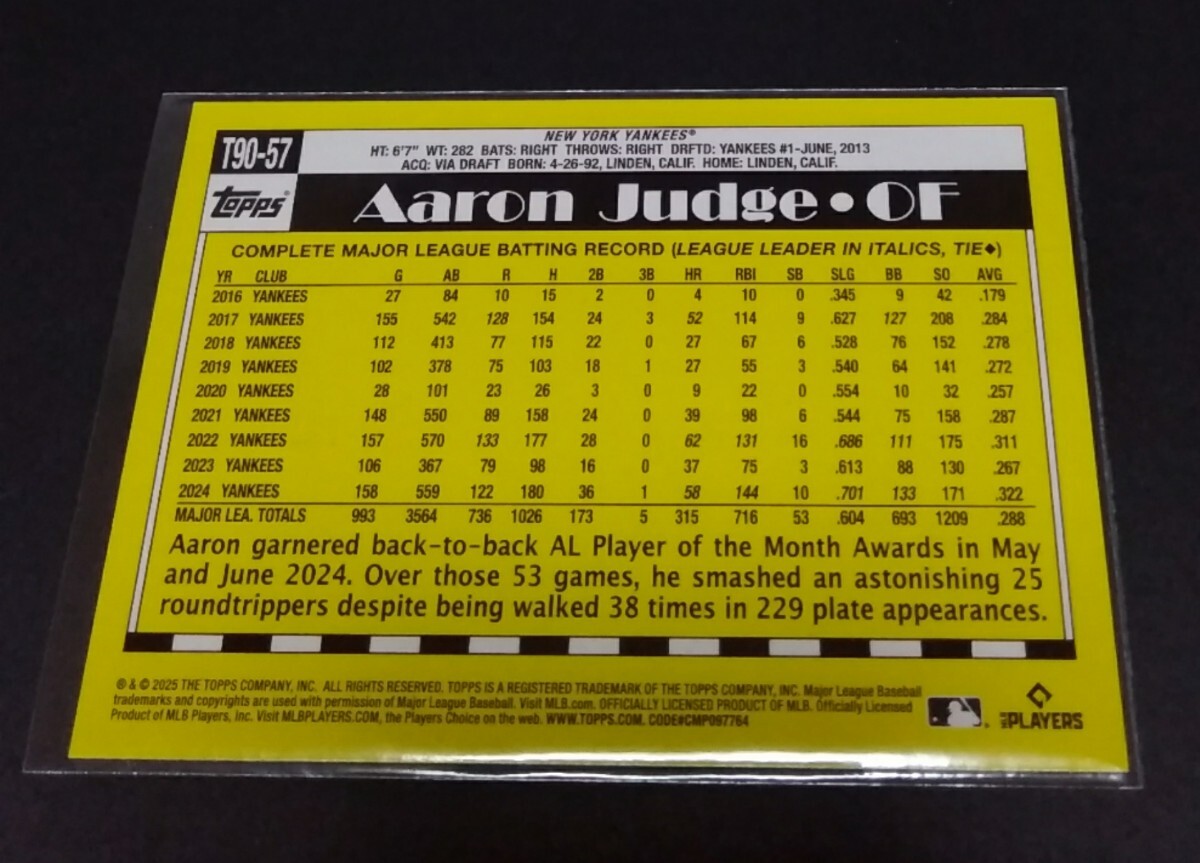 T90-57
NEW YORK YANKEES®
HT: 6'7" WT: 282 BATS: RIGHT THROWS: RIGHT DRFTD: YANKEES #1-JUNE, 2013
ACQ: VIA DRAFT BORN: 4-26-92, LINDEN, CALIF. HOME: LINDEN, CALIF.
Topps® Aaron Judge • OF
COMPLETE MAJOR LEAGUE BATTING RECORD (LEAGUE LEADER IN ITALICS, TIE◆)
YR CLUB G AB R H 2B 3B HR RBI SB SLG BB SO AVG
2016 YANKEES 27 84 10 15 2 0 4 10 0 .345 9 42 .179
2017 YANKEES 155 542 128 154 24 3 52 114 9 .627 127 208 .284
2018 YANKEES 112 413 77 115 22 0 27 67 6 .528 76 152 .278
2019 YANKEES 102 378 75 103 18 1 27 55 3 .540 64 141 .272
2020 YANKEES 28 101 23 26 3 0 9 22 0 .554 10 32 .257
2021 YANKEES 148 550 89 158 24 0 39 98 6 .544 75 158 .287
2022 YANKEES 157 570 133 177 28 0 62 131 16 .686 111 175 .311
2023 YANKEES 106 367 79 98 16 0 37 75 3 .613 88 130 .267
2024 YANKEES 158 559 122 180 36 1 58 144 10 .701 133 171 .322
MAJOR LEA. TOTALS 993 3564 736 1026 173 5 315 716 53 .604 693 1209 .288
Aaron garnered back-to-back AL Player of the Month Awards in May
and June 2024. Over those 53 games, he smashed an astonishing 25
roundtrippers despite being walked 38 times in 229 plate appearances.
® & © 2025 THE TOPPS COMPANY, INC. ALL RIGHTS RESERVED. TOPPS IS A REGISTERED TRADEMARK OF THE TOPPS COMPANY, INC. Major League Baseball
trademarks and copyrights are used with permission of Major League Baseball. Visit MLB.com. OFFICIALLY LICENSED PRODUCT OF MLB. Officially Licensed
Product of MLB Players, Inc. Visit MLBPLAYERS.COM, the Players Choice on the web. WWW.TOPPS.COM. CODE#CMP097764
MLB PLAYERS